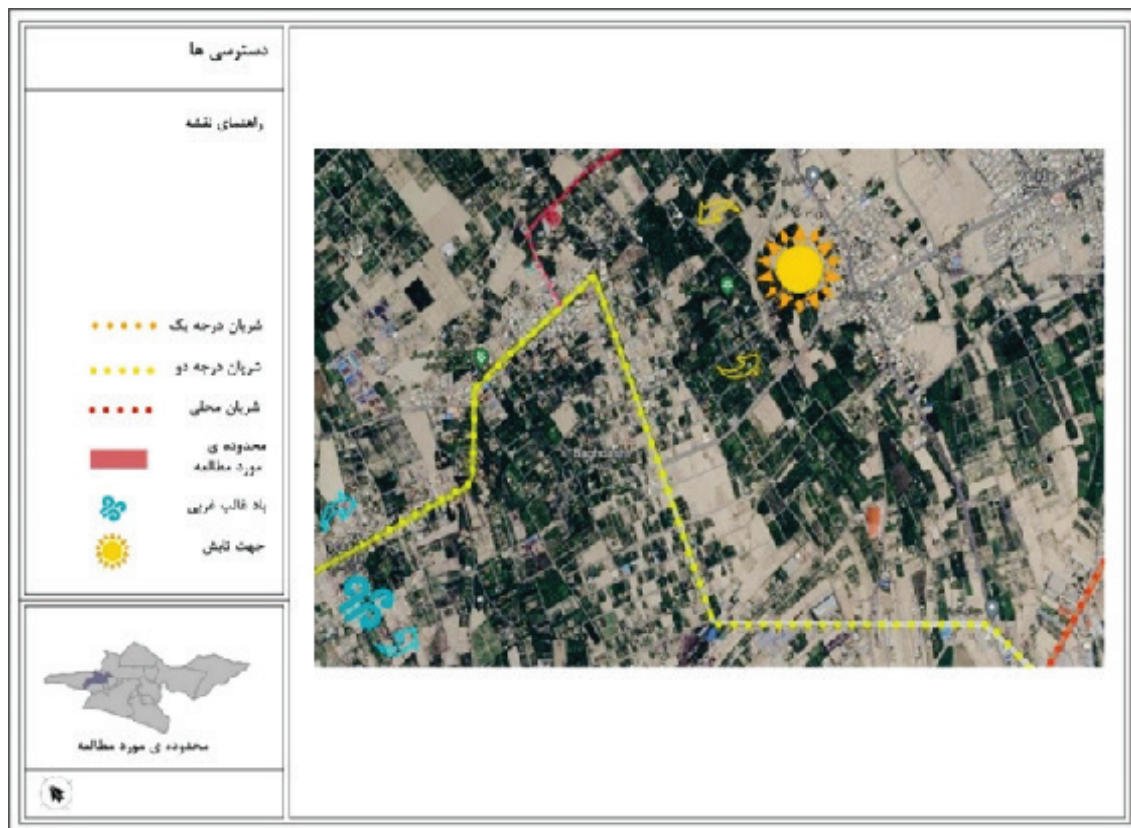 دسترسی ها
راهنمای نقشه
شریان درجه یک
شریان درجه دو
شریان محلی
محدوده ی
مورد مطالعه
باد غالب غربی
جهت تابش
محدوده ی مورد مطالعه